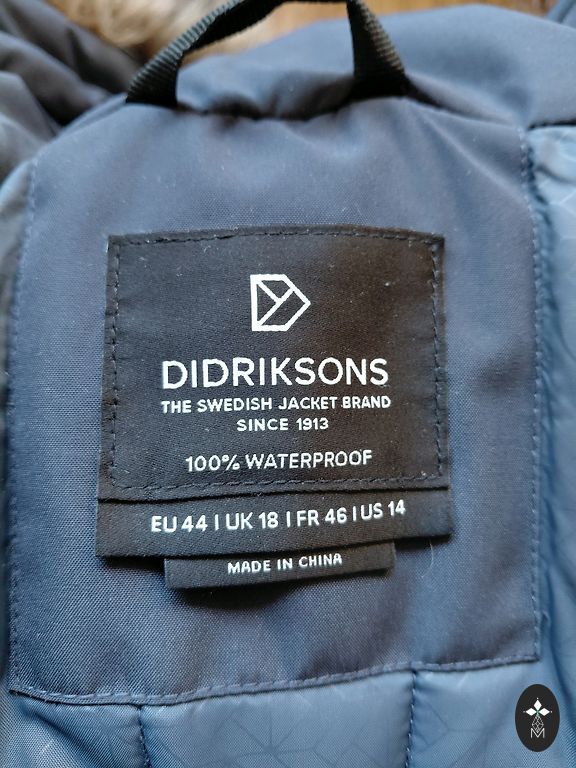 DIDRIKSONS
THE SWEDISH JACKET BRAND
SINCE 1913
100% WATERPROOF
EU 44 | UK 18 | FR 46 | US 14
MADE IN CHINA